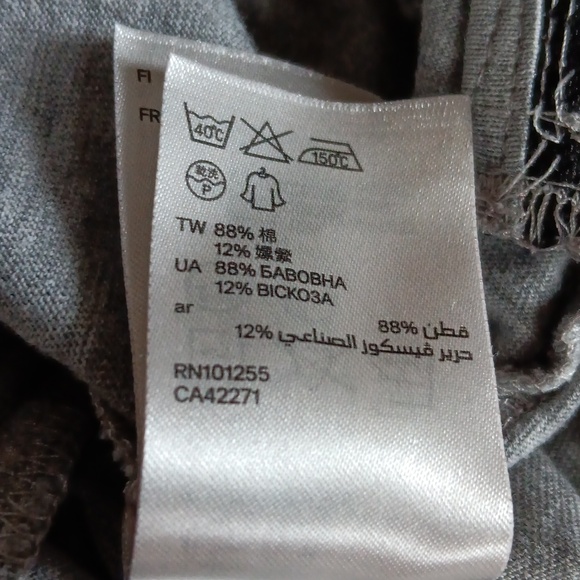 FI
FR
40℃
150℃
乾洗
P
TW 88% 棉
12% 嫘縈
UA 88% БАВОВНА
12% ВІСКОЗА
ar
قطن 88%
حرير ڤيسكوز الصناعي 12%
RN101255
CA42271